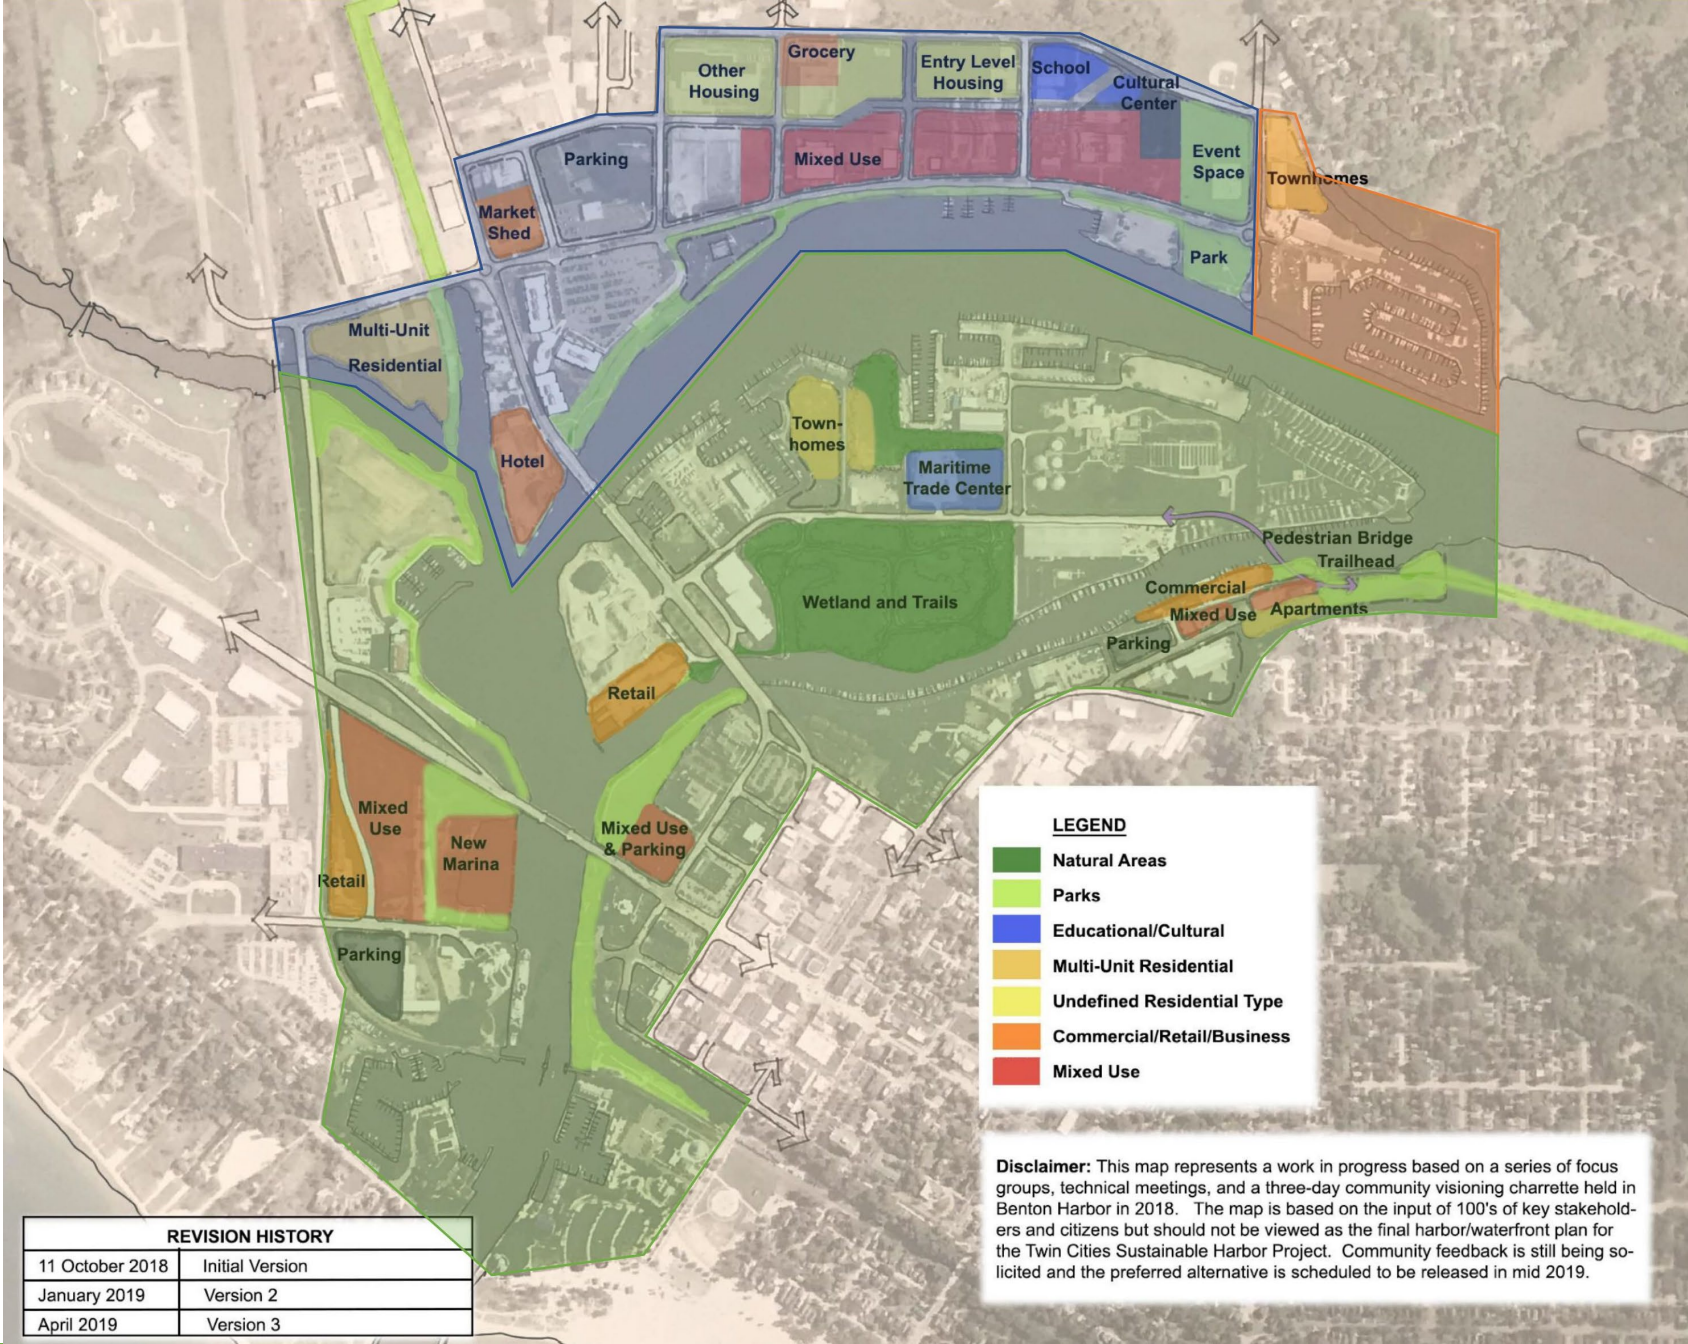 Other
Housing
Grocery
Entry Level
Housing
School
Cultural
Center
Parking
Mixed Use
Event
Space
Townhomes
Market
Shed
Park
Multi-Unit
Residential
Hotel
Town-
homes
Maritime
Trade Center
Pedestrian Bridge
Trailhead
Commercial
Mixed Use
Apartments
Parking
Wetland and Trails
Retail
Mixed
Use
New
Marina
Retail
Mixed Use
& Parking
Parking
LEGEND
Natural Areas
Parks
Educational/Cultural
Multi-Unit Residential
Undefined Residential Type
Commercial/Retail/Business
Mixed Use
Disclaimer: This map represents a work in progress based on a series of focus
groups, technical meetings, and a three-day community visioning charrette held in
Benton Harbor in 2018. The map is based on the input of 100's of key stakehold-
ers and citizens but should not be viewed as the final harbor/waterfront plan for
the Twin Cities Sustainable Harbor Project. Community feedback is still being so-
licited and the preferred alternative is scheduled to be released in mid 2019.
REVISION HISTORY
11 October 2018 Initial Version
January 2019 Version 2
April 2019 Version 3